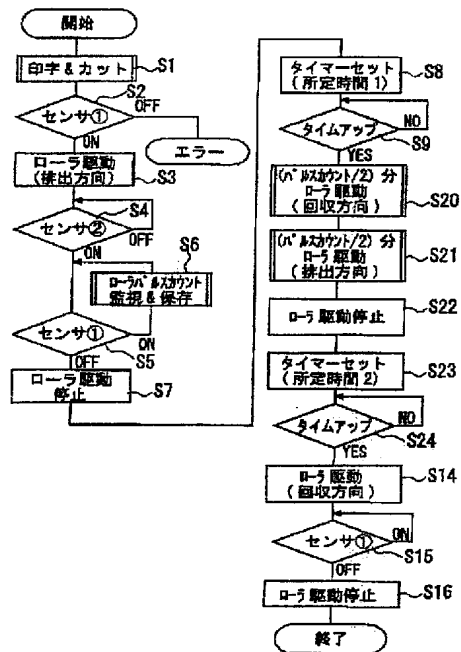 開始
印字&カット
S1
S2
センサ①
OFF
ON
エラー
ローラ駆動
(排出方向)
S3
S4
センサ②
OFF
ON
S6
ローラパルスカウント
監視&保存
センサ①
ON
OFF
S5
ローラ駆動
停止
S7
タイマーセット
(所定時間1)
S8
タイムアップ
NO
YES
S9
(パルスカウント/2)分
ローラ駆動
(回収方向)
S20
(パルスカウント/2)分
ローラ駆動
(排出方向)
S21
ローラ駆動停止
S22
タイマーセット
(所定時間2)
S23
タイムアップ
NO
YES
S24
ローラ駆動
(回収方向)
S14
センサ①
ON
OFF
S15
ローラ駆動停止
S16
終了